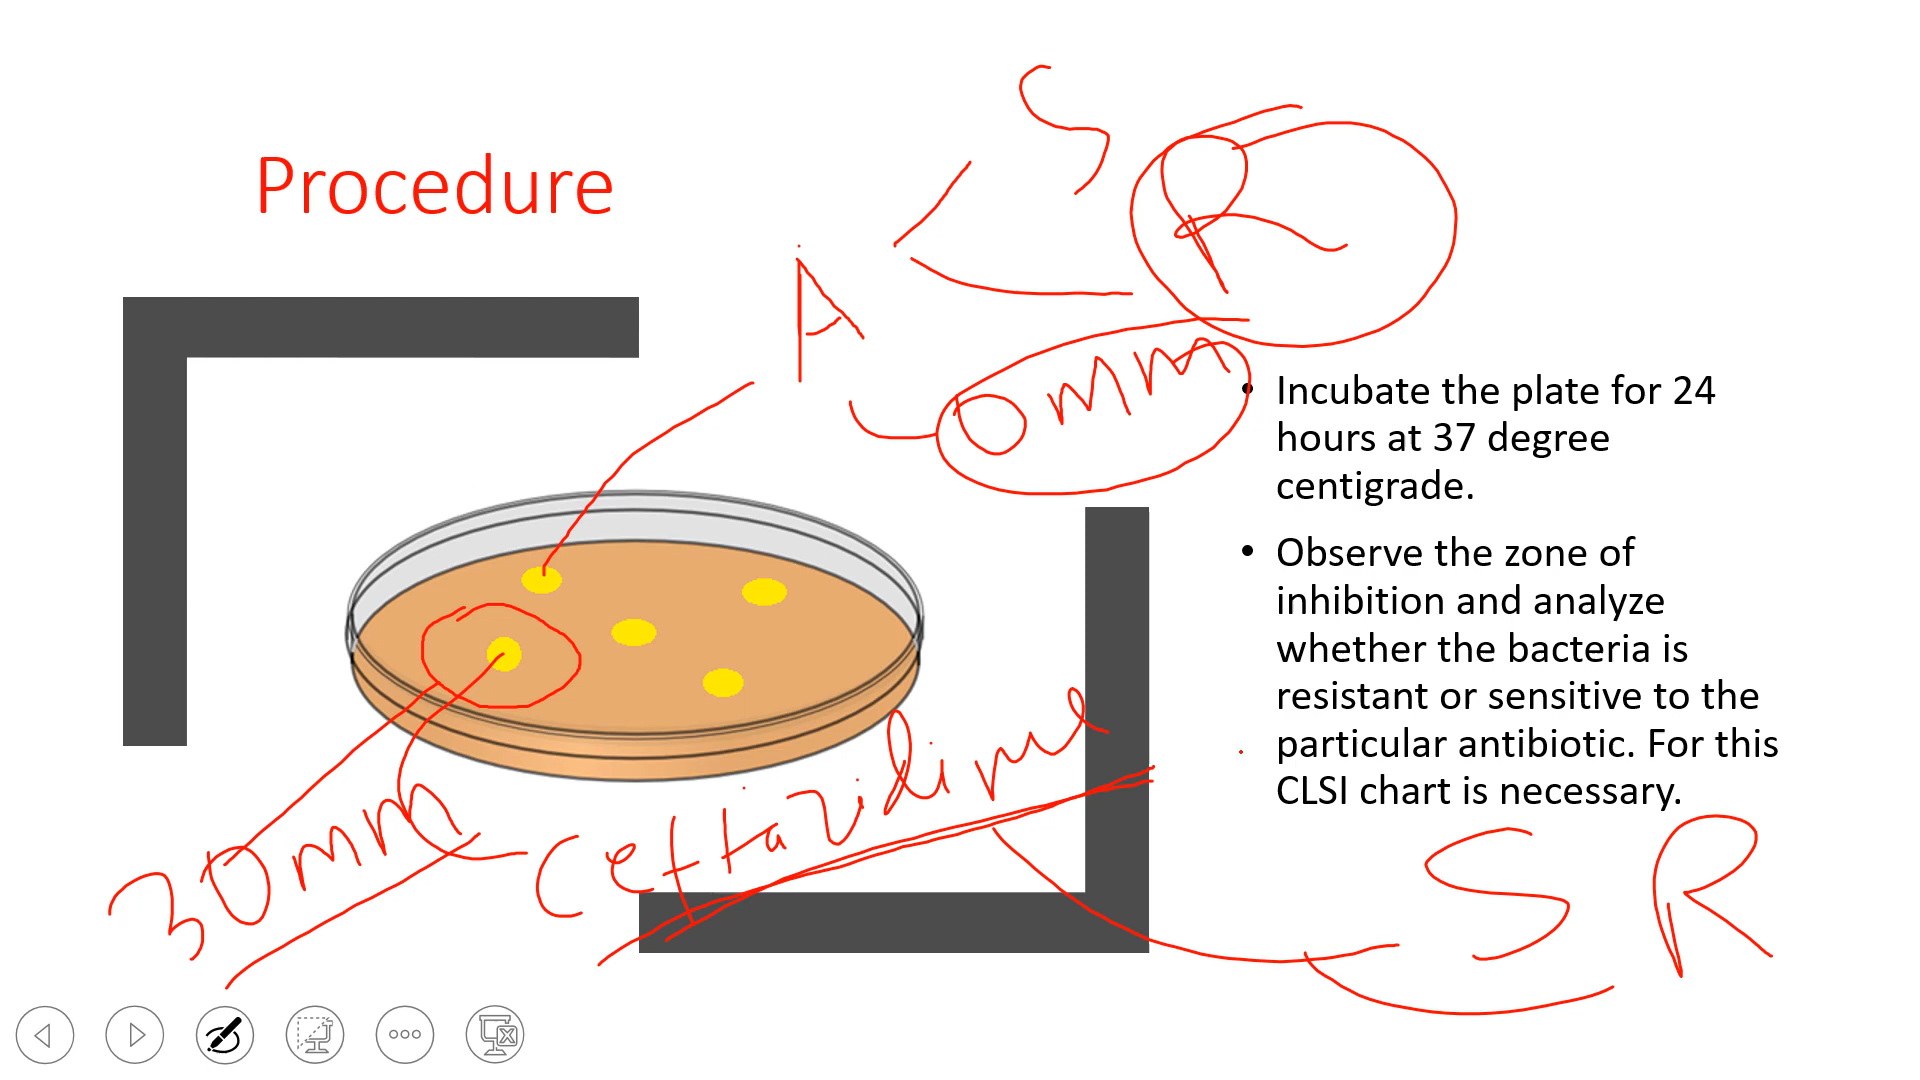 Procedure
S
R
A
0mm
• Incubate the plate for 24
hours at 37 degree
centigrade.
• Observe the zone of
inhibition and analyze
whether the bacteria is
resistant or sensitive to the
particular antibiotic. For this
CLSI chart is necessary.
30mm
Ceftazidime
S R